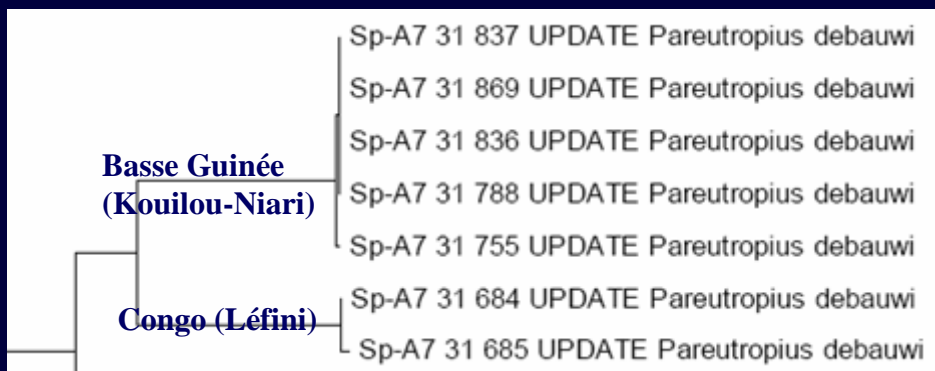 Sp-A7 31 837 UPDATE Pareutropius debauwi
Sp-A7 31 869 UPDATE Pareutropius debauwi
Sp-A7 31 836 UPDATE Pareutropius debauwi
Basse Guinée
(Kouilou-Niari)
Sp-A7 31 788 UPDATE Pareutropius debauwi
Sp-A7 31 755 UPDATE Pareutropius debauwi
Sp-A7 31 684 UPDATE Pareutropius debauwi
Congo (Léfini)
Sp-A7 31 685 UPDATE Pareutropius debauwi